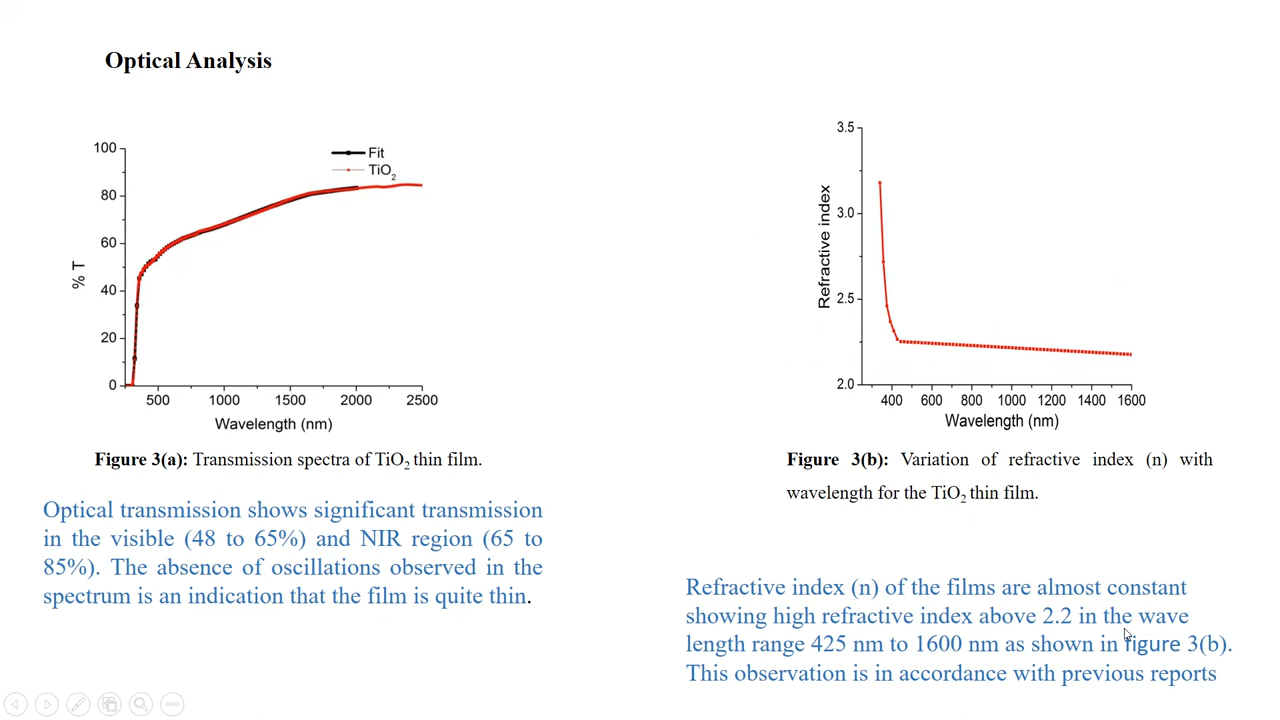 Optical Analysis
100
80
60
40
20
0
% T
Fit
TiO2
500 1000 1500 2000 2500
Wavelength (nm)
Figure 3(a): Transmission spectra of TiO2 thin film.
Optical transmission shows significant transmission
in the visible (48 to 65%) and NIR region (65 to
85%). The absence of oscillations observed in the
spectrum is an indication that the film is quite thin.
3.5
3.0
2.5
2.0
Refractive index
400 600 800 1000 1200 1400 1600
Wavelength (nm)
Figure 3(b): Variation of refractive index (n) with
wavelength for the TiO2 thin film.
Refractive index (n) of the films are almost constant
showing high refractive index above 2.2 in the wave
length range 425 nm to 1600 nm as shown in figure 3(b).
This observation is in accordance with previous reports